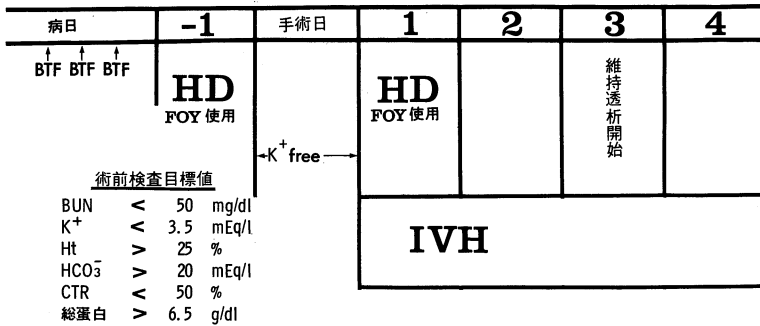 病日 -1 手術日 1 2 3 4
BTF BTF BTF
HD HD
FOY 使用 FOY 使用
維持透析開始
K⁺ free
術前検査目標値
BUN < 50 mg/dl
K⁺ < 3.5 mEq/l
Ht > 25 %
HCO₃⁻ > 20 mEq/l
CTR < 50 %
総蛋白 > 6.5 g/dl
IVH